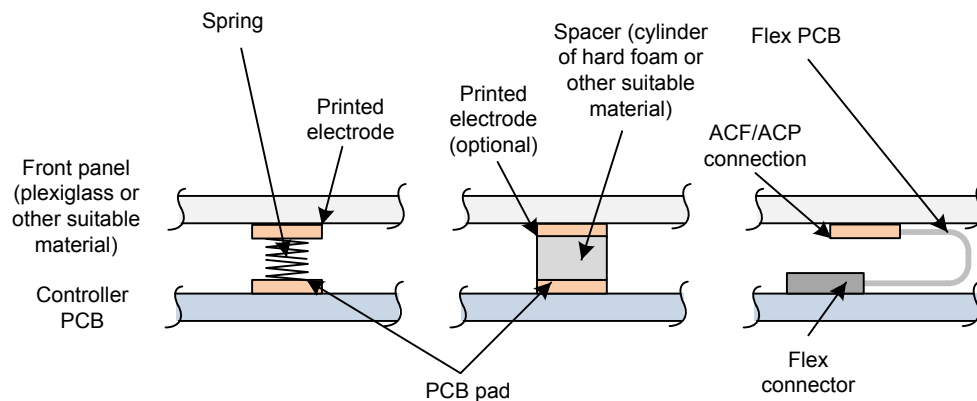 Spring
Printed
electrode
Front panel
(plexiglass or
other suitable
material)
Controller
PCB
PCB pad
Spacer (cylinder
of hard foam or
other suitable
material)
Printed
electrode
(optional)
Flex PCB
ACF/ACP
connection
Flex
connector